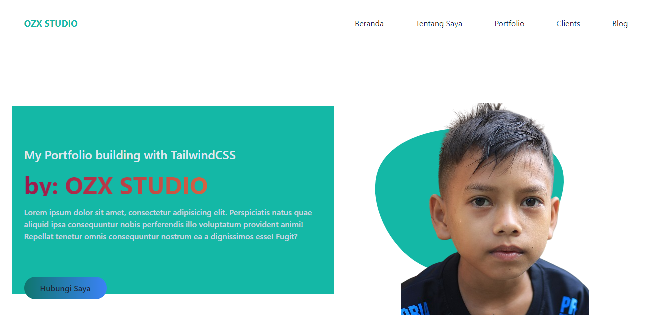 OZX STUDIO
Beranda Tentang Saya Portfolio Clients Blog
My Portfolio building with TailwindCSS
by: OZX STUDIO
Lorem ipsum dolor sit amet, consectetur adipisicing elit. Perspiciatis natus quae
aliquid ipsa consequuntur nobis perferendis illo voluptatum provident animi!
Repellat tenetur omnis consequuntur nostrum ea a dignissimos esse! Fugit?
Hubungi Saya